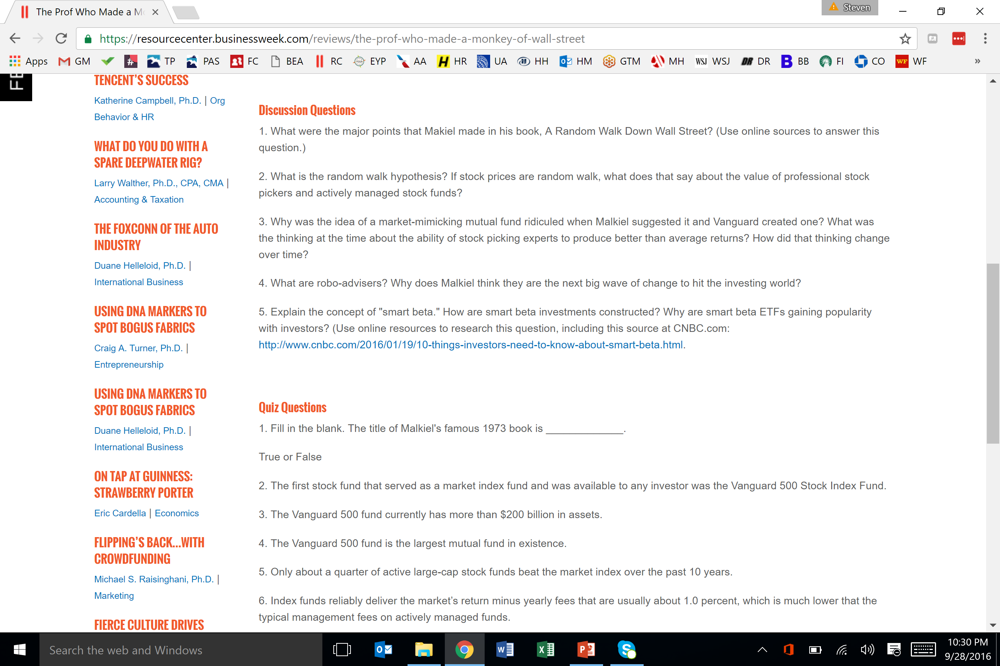 The Prof Who Made a Mo
Steven
https://resourcecenter.businessweek.com/reviews/the-prof-who-made-a-monkey-of-wall-street
Apps GM # TP PAS FC BEA RC YOUR EYP AA H HR UA H HH HM GTM MH WSJ WSJ DR DR B BB FI CO WF WF »
TENCENT’S SUCCESS
Katherine Campbell, Ph.D. | Org
Behavior & HR
WHAT DO YOU DO WITH A
SPARE DEEPWATER RIG?
Larry Walther, Ph.D., CPA, CMA |
Accounting & Taxation
THE FOXCONN OF THE AUTO
INDUSTRY
Duane Helleloid, Ph.D. |
International Business
USING DNA MARKERS TO
SPOT BOGUS FABRICS
Craig A. Turner, Ph.D. |
Entrepreneurship
USING DNA MARKERS TO
SPOT BOGUS FABRICS
Duane Helleloid, Ph.D. |
International Business
ON TAP AT GUINNESS:
STRAWBERRY PORTER
Eric Cardella | Economics
FLIPPING’S BACK...WITH
CROWDFUNDING
Michael S. Raisinghani, Ph.D. |
Marketing
FIERCE CULTURE DRIVES
Discussion Questions
1. What were the major points that Makiel made in his book, A Random Walk Down Wall Street? (Use online sources to answer this
question.)
2. What is the random walk hypothesis? If stock prices are random walk, what does that say about the value of professional stock
pickers and actively managed stock funds?
3. Why was the idea of a market-mimicking mutual fund ridiculed when Malkiel suggested it and Vanguard created one? What was
the thinking at the time about the ability of stock picking experts to produce better than average returns? How did that thinking change
over time?
4. What are robo-advisers? Why does Malkiel think they are the next big wave of change to hit the investing world?
5. Explain the concept of "smart beta." How are smart beta investments constructed? Why are smart beta ETFs gaining popularity
with investors? (Use online resources to research this question, including this source at CNBC.com:
http://www.cnbc.com/2016/01/19/10-things-investors-need-to-know-about-smart-beta.html.
Quiz Questions
1. Fill in the blank. The title of Malkiel's famous 1973 book is _____________.
True or False
2. The first stock fund that served as a market index fund and was available to any investor was the Vanguard 500 Stock Index Fund.
3. The Vanguard 500 fund currently has more than $200 billion in assets.
4. The Vanguard 500 fund is the largest mutual fund in existence.
5. Only about a quarter of active large-cap stock funds beat the market index over the past 10 years.
6. Index funds reliably deliver the market’s return minus yearly fees that are usually about 1.0 percent, which is much lower that the
typical management fees on actively managed funds.
Search the web and Windows
10:30 PM
9/28/2016